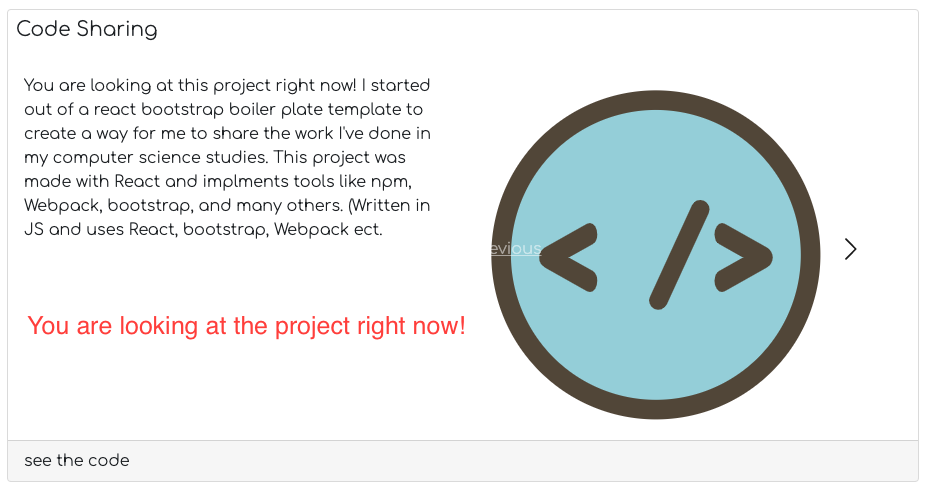 Code Sharing
You are looking at this project right now! I started
out of a react bootstrap boiler plate template to
create a way for me to share the work I've done in
my computer science studies. This project was
made with React and implments tools like npm,
Webpack, bootstrap, and many others. (Written in
JS and uses React, bootstrap, Webpack ect.
evious
</>
You are looking at the project right now!
see the code